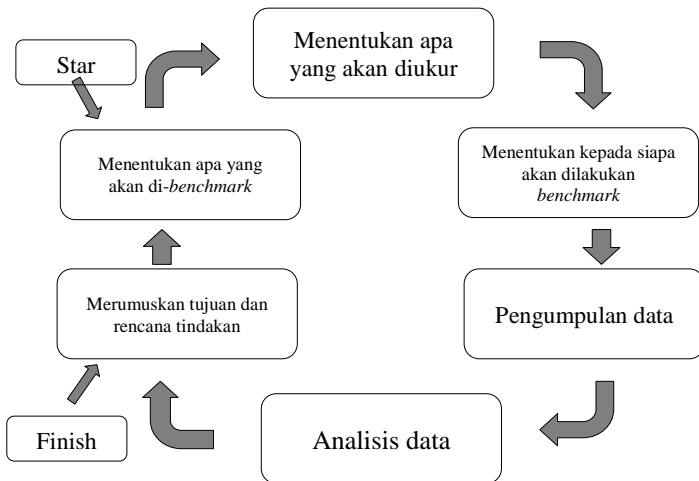 Star
Menentukan apa
yang akan diukur
Menentukan apa yang
akan di-benchmark
Menentukan kepada siapa
akan dilakukan
benchmark
Merumuskan tujuan dan
rencana tindakan
Pengumpulan data
Finish
Analisis data